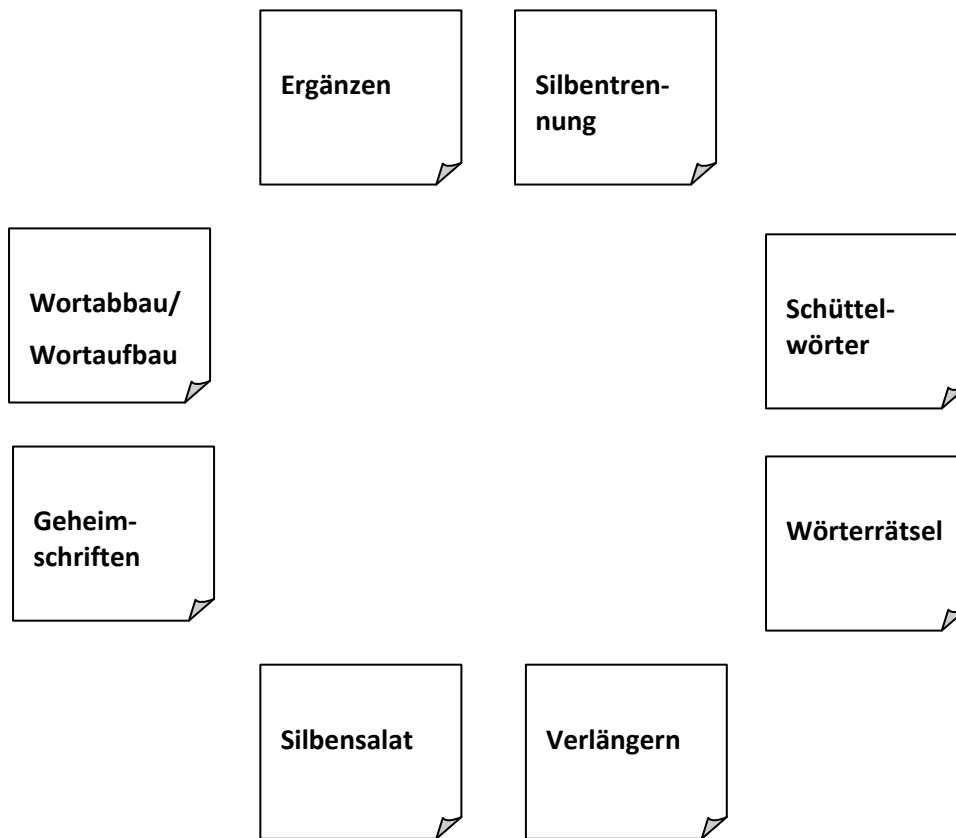 Ergänzen
Silbentren-
nung
Wortabbau/
Wortaufbau
Schüttel-
wörter
Geheim-
schriften
Wörterrätsel
Silbensalat
Verlängern